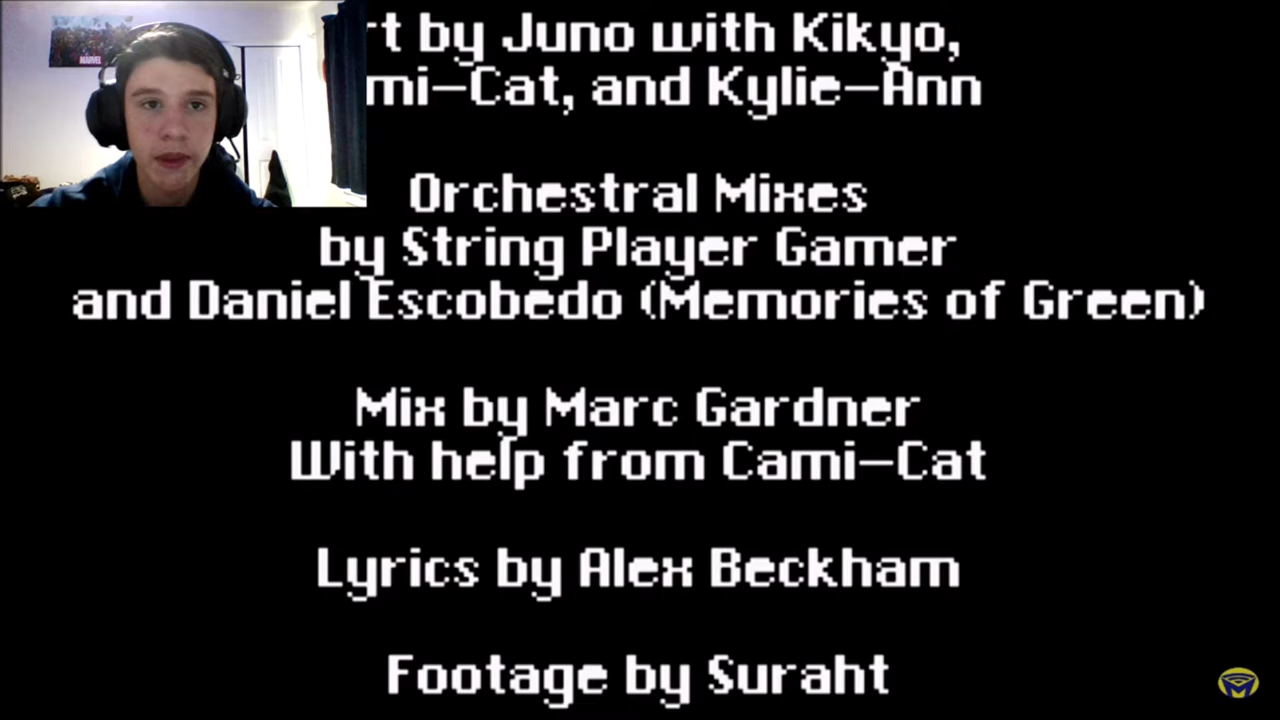 MARVEL
rt by Juno with Kikyo,
mi-Cat, and Kylie-Ann
Orchestral Mixes
by String Player Gamer
and Daniel Escobedo (Memories of Green)
Mix by Marc Gardner
With help from Cami-Cat
Lyrics by Alex Beckham
Footage by Suraht